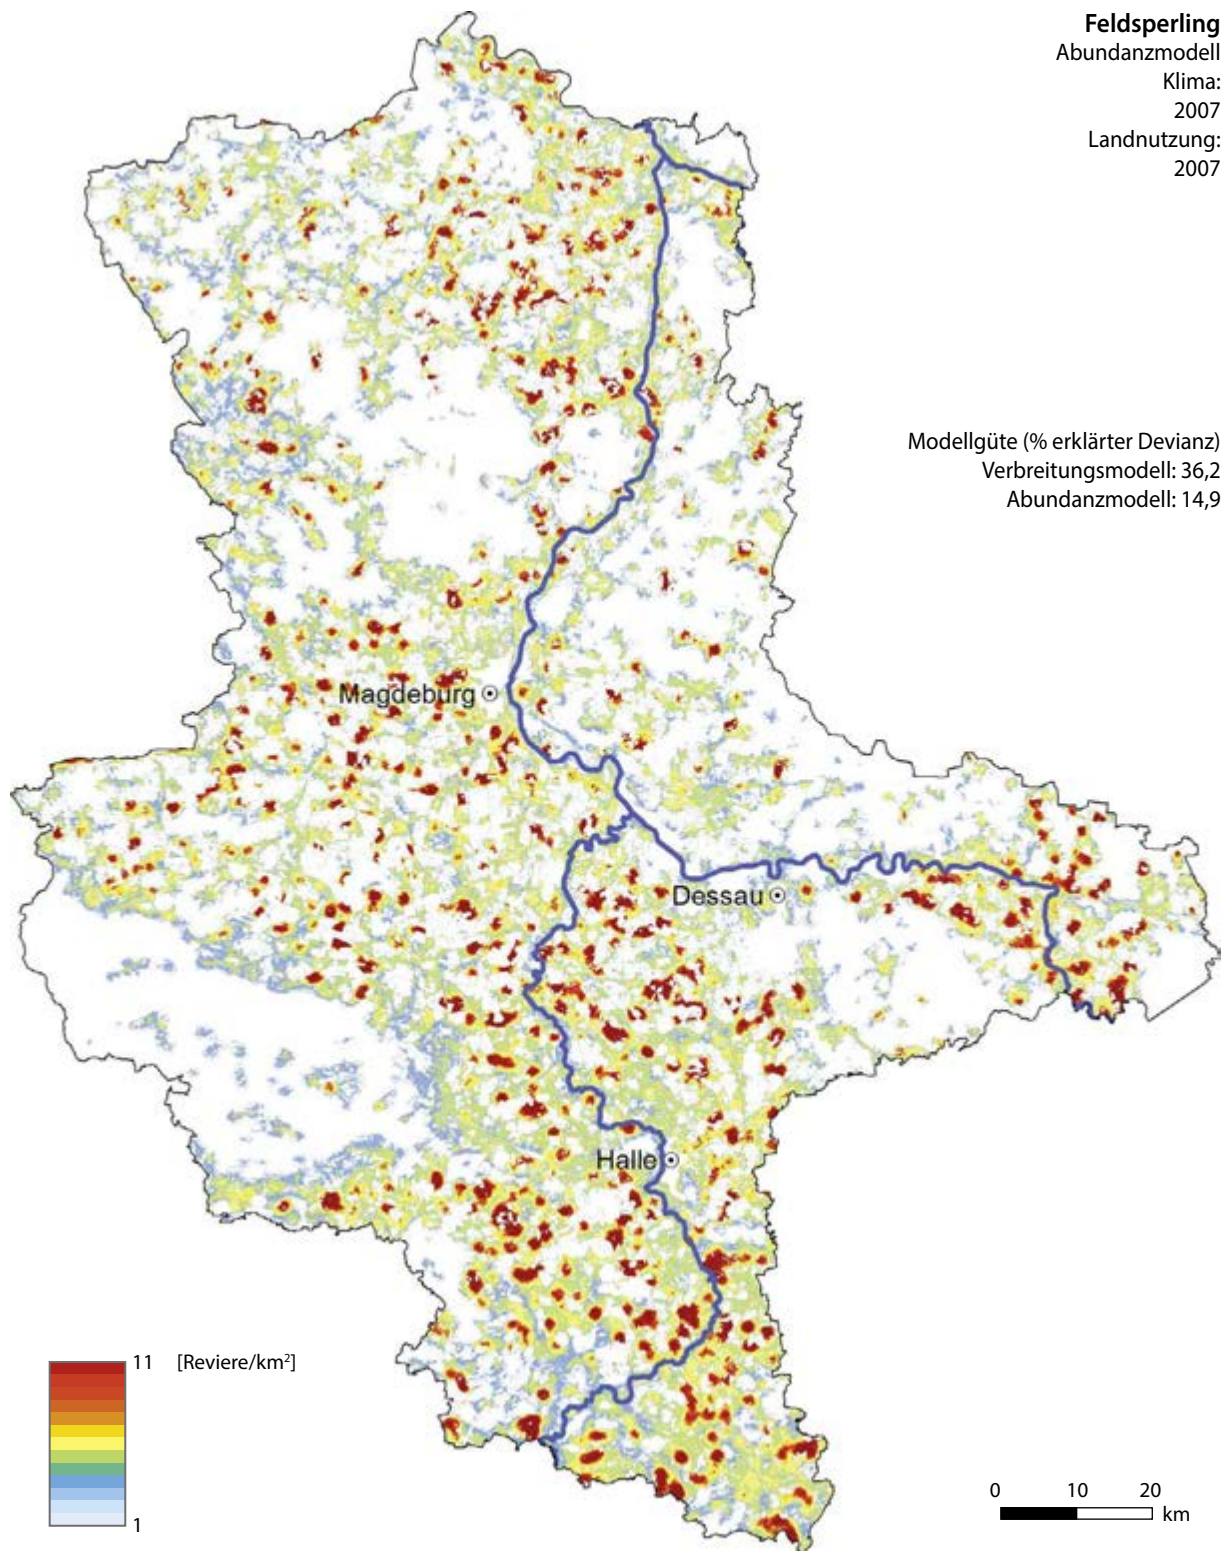 Feldsperling
Abundanzmodell
Klima:
2007
Landnutzung:
2007
Modellgüte (% erklärter Devianz)
Verbreitungsmodell: 36,2
Abundanzmodell: 14,9
Magdeburg
Dessau
Halle
11 [Reviere/km²]
1
0 10 20
km